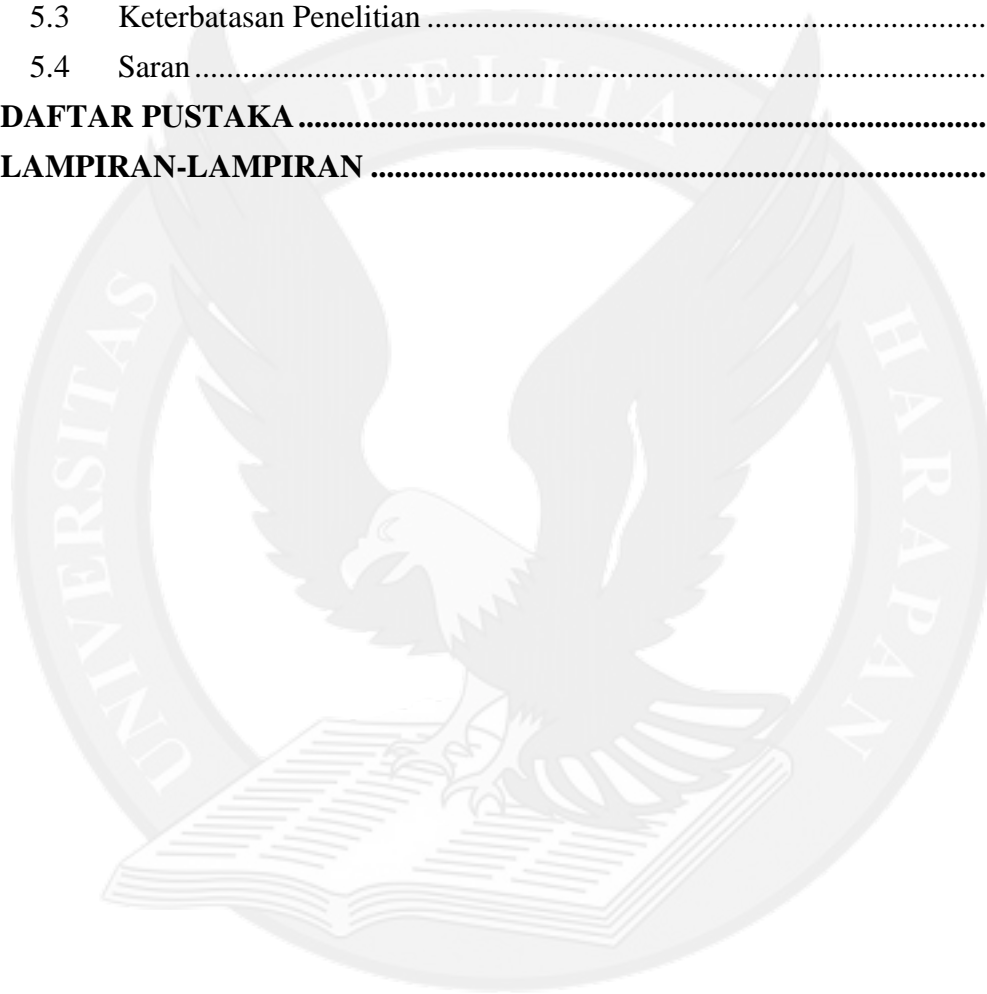 5.3 Keterbatasan Penelitian ........................................................................
5.4 Saran .....................................................................................................
DAFTAR PUSTAKA ......................................................................................
LAMPIRAN-LAMPIRAN .............................................................................
UNIVERSITAS PELITA HARAPAN